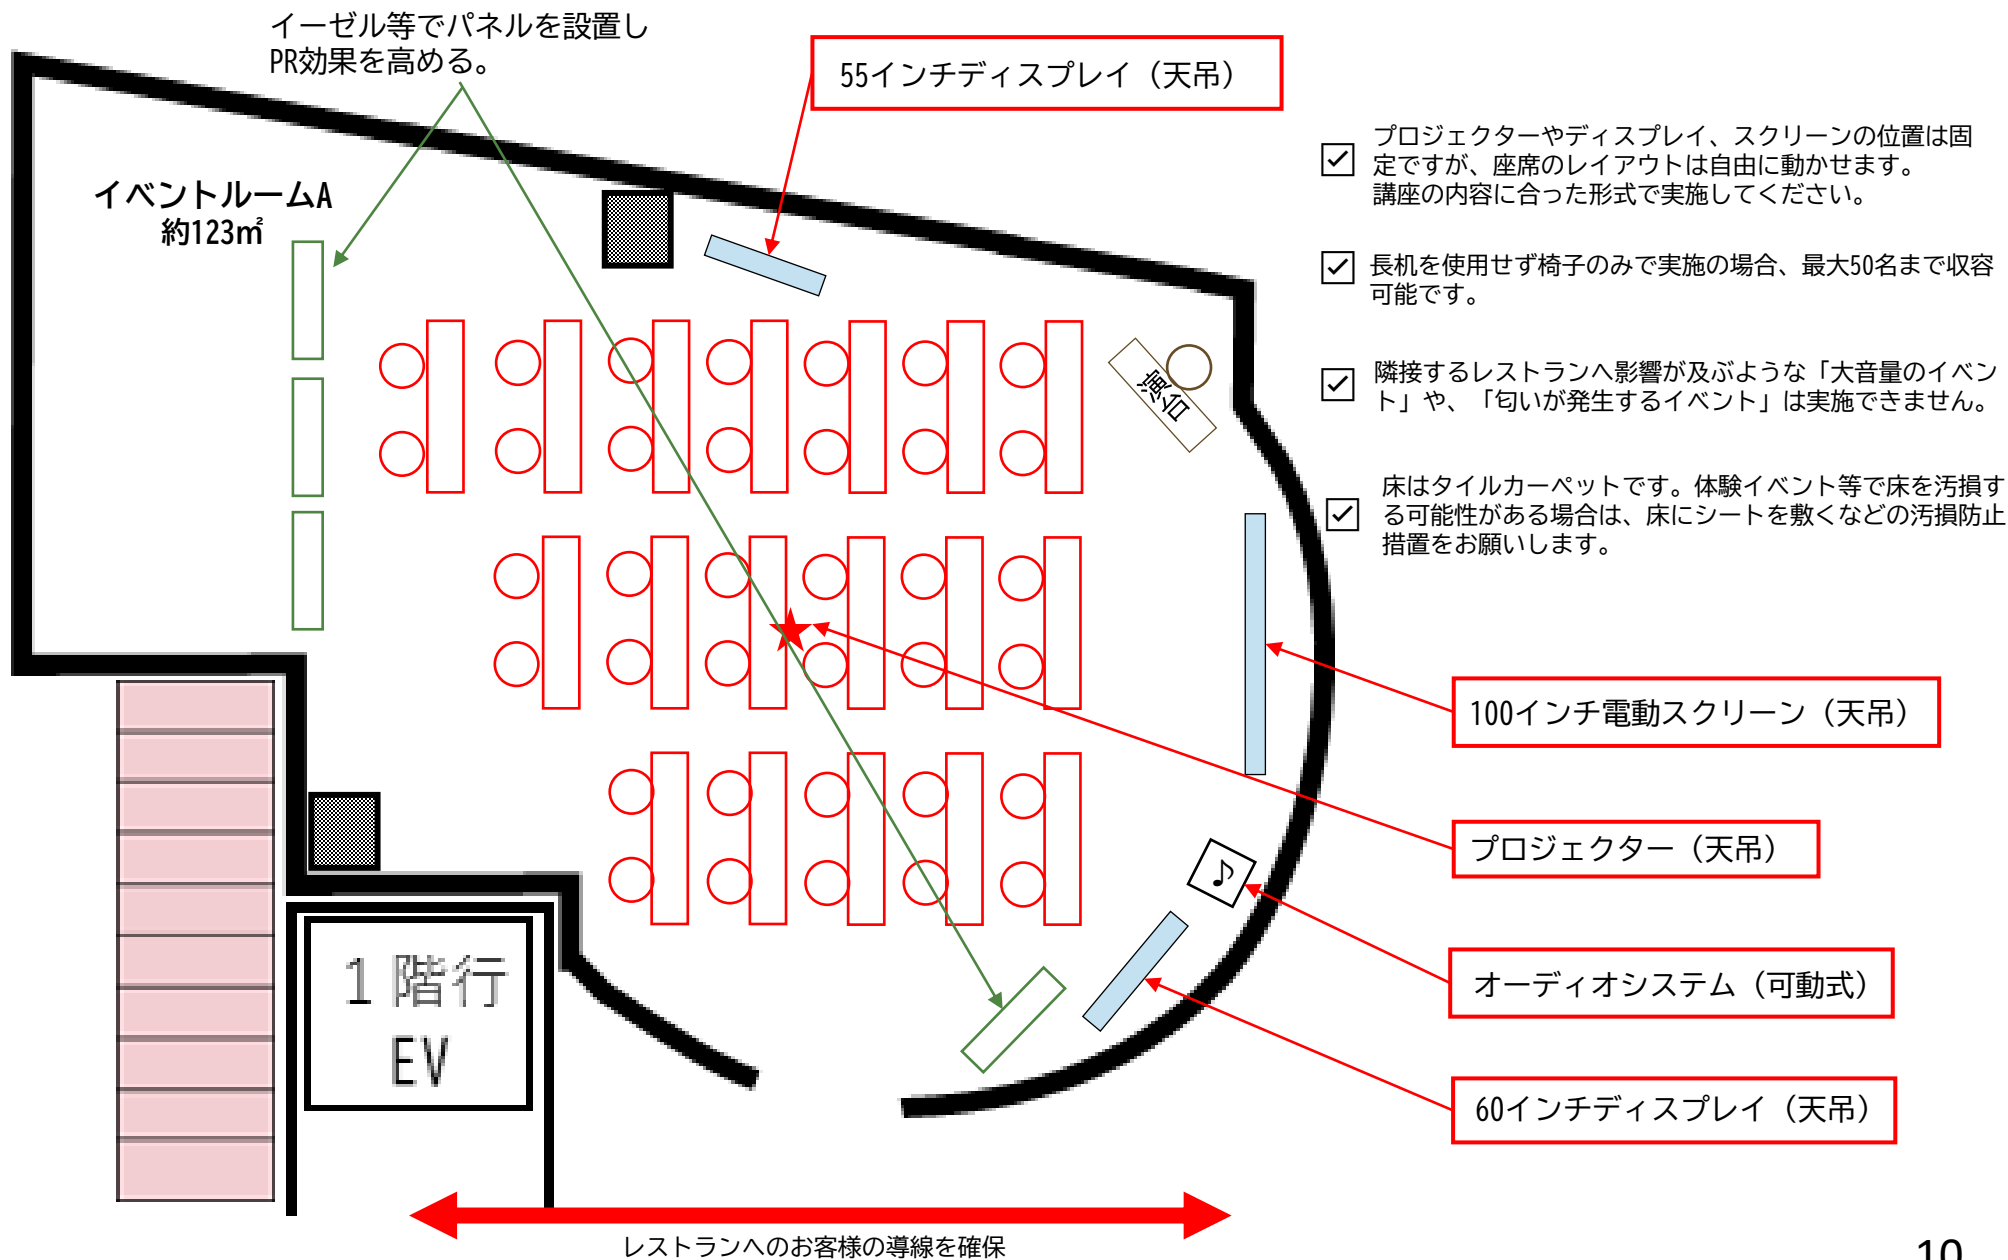 イーゼル等でパネルを設置し
PR効果を高める。
55インチディスプレイ（天吊）
イベントルームA
約123㎡
プロジェクターやディスプレイ、スクリーンの位置は固
定ですが、座席のレイアウトは自由に動かせます。
講座の内容に合った形式で実施してください。
長机を使用せず椅子のみで実施の場合、最大50名まで収容
可能です。
隣接するレストランへ影響が及ぶような「大音量のイベン
ト」や、「匂いが発生するイベント」は実施できません。
床はタイルカーペットです。体験イベント等で床を汚損す
る可能性がある場合は、床にシートを敷くなどの汚損防止
措置をお願いします。
演台
100インチ電動スクリーン（天吊）
プロジェクター（天吊）
♪
オーディオシステム（可動式）
60インチディスプレイ（天吊）
１階行
EV
レストランへのお客様の導線を確保
10